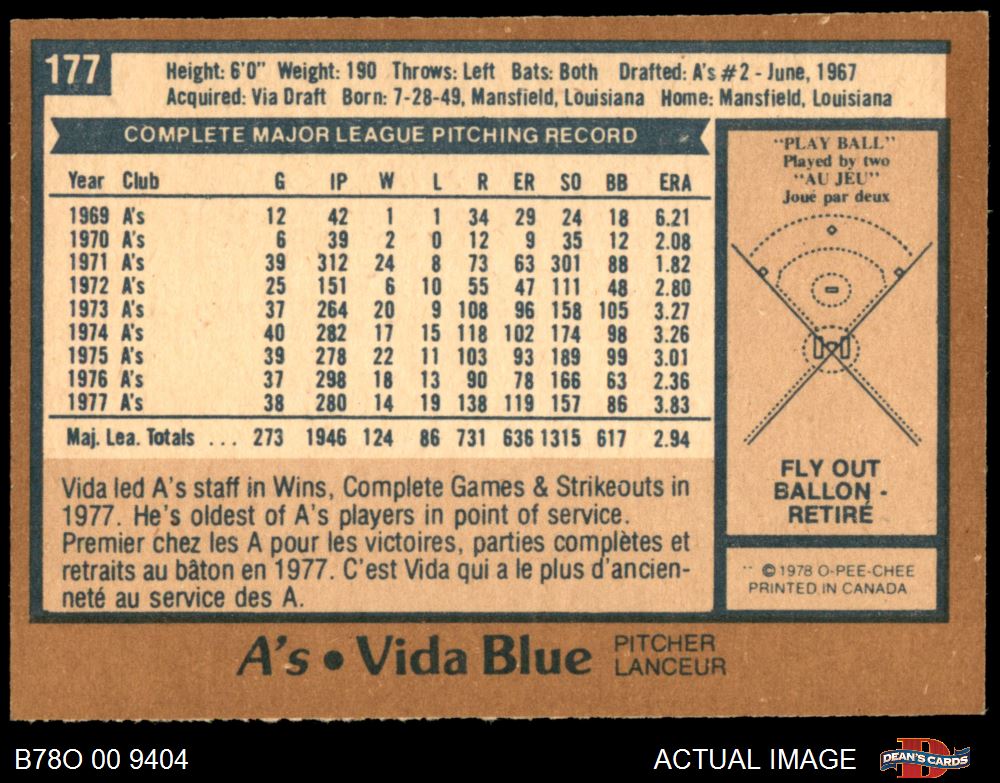 177
Height: 6'0" Weight: 190 Throws: Left Bats: Both Drafted: A's #2 - June, 1967
Acquired: Via Draft Born: 7-28-49, Mansfield, Louisiana Home: Mansfield, Louisiana
COMPLETE MAJOR LEAGUE PITCHING RECORD
Year Club G IP W L R ER SO BB ERA
1969 A's 12 42 1 1 34 29 24 18 6.21
1970 A's 6 39 2 0 12 9 35 12 2.08
1971 A's 39 312 24 8 73 63 301 88 1.82
1972 A's 25 151 6 10 55 47 111 48 2.80
1973 A's 37 264 20 9 108 96 158 105 3.27
1974 A's 40 282 17 15 118 102 174 98 3.26
1975 A's 39 278 22 11 103 93 189 99 3.01
1976 A's 37 298 18 13 90 78 166 63 2.36
1977 A's 38 280 14 19 138 119 157 86 3.83
Maj. Lea. Totals ... 273 1946 124 86 731 636 1315 617 2.94
Vida led A's staff in Wins, Complete Games & Strikeouts in
1977. He's oldest of A's players in point of service.
Premier chez les A pour les victoires, parties complètes et
retraits au bâton en 1977. C'est Vida qui a le plus d'ancien-
neté au service des A.
"PLAY BALL"
Played by two
"AU JEU"
Joué par deux
FLY OUT
BALLON -
RETIRÉ
** © 1978 O-PEE-CHEE
PRINTED IN CANADA
A's • Vida Blue PITCHER
LANCEUR
B78O 00 9404
ACTUAL IMAGE
DEAN'S CARDS